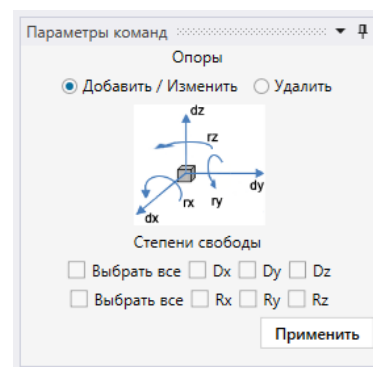 Параметры команд
Опоры
Добавить / Изменить Удалить
dz
rz
dy
rx ry
dx
Степени свободы
Выбрать все Dx Dy Dz
Выбрать все Rx Ry Rz
Применить